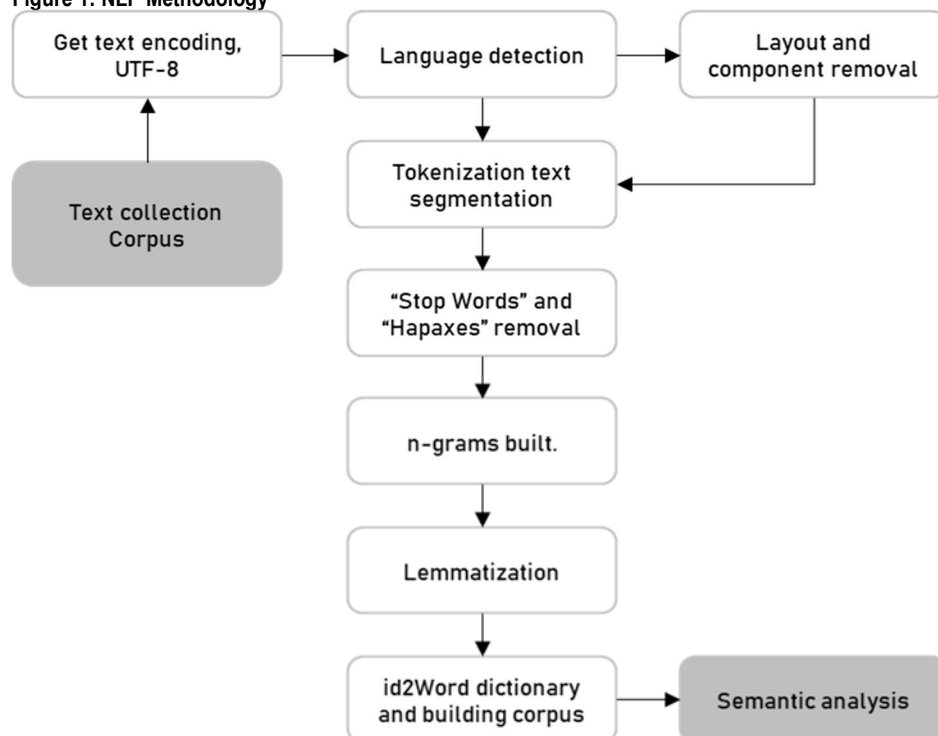 Figure 1. NLP Methodology
Get text encoding,
UTF-8
Language detection
Layout and
component removal
Text collection
Corpus
Tokenization text
segmentation
“Stop Words” and
“Hapaxes” removal
n-grams built.
Lemmatization
id2Word dictionary
and building corpus
Semantic analysis